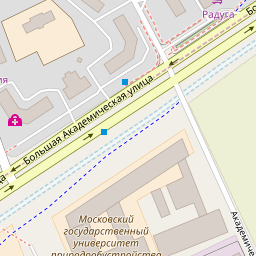 Радуга
Большая Академическая улица
Московский
государственный
университет
природообустройства